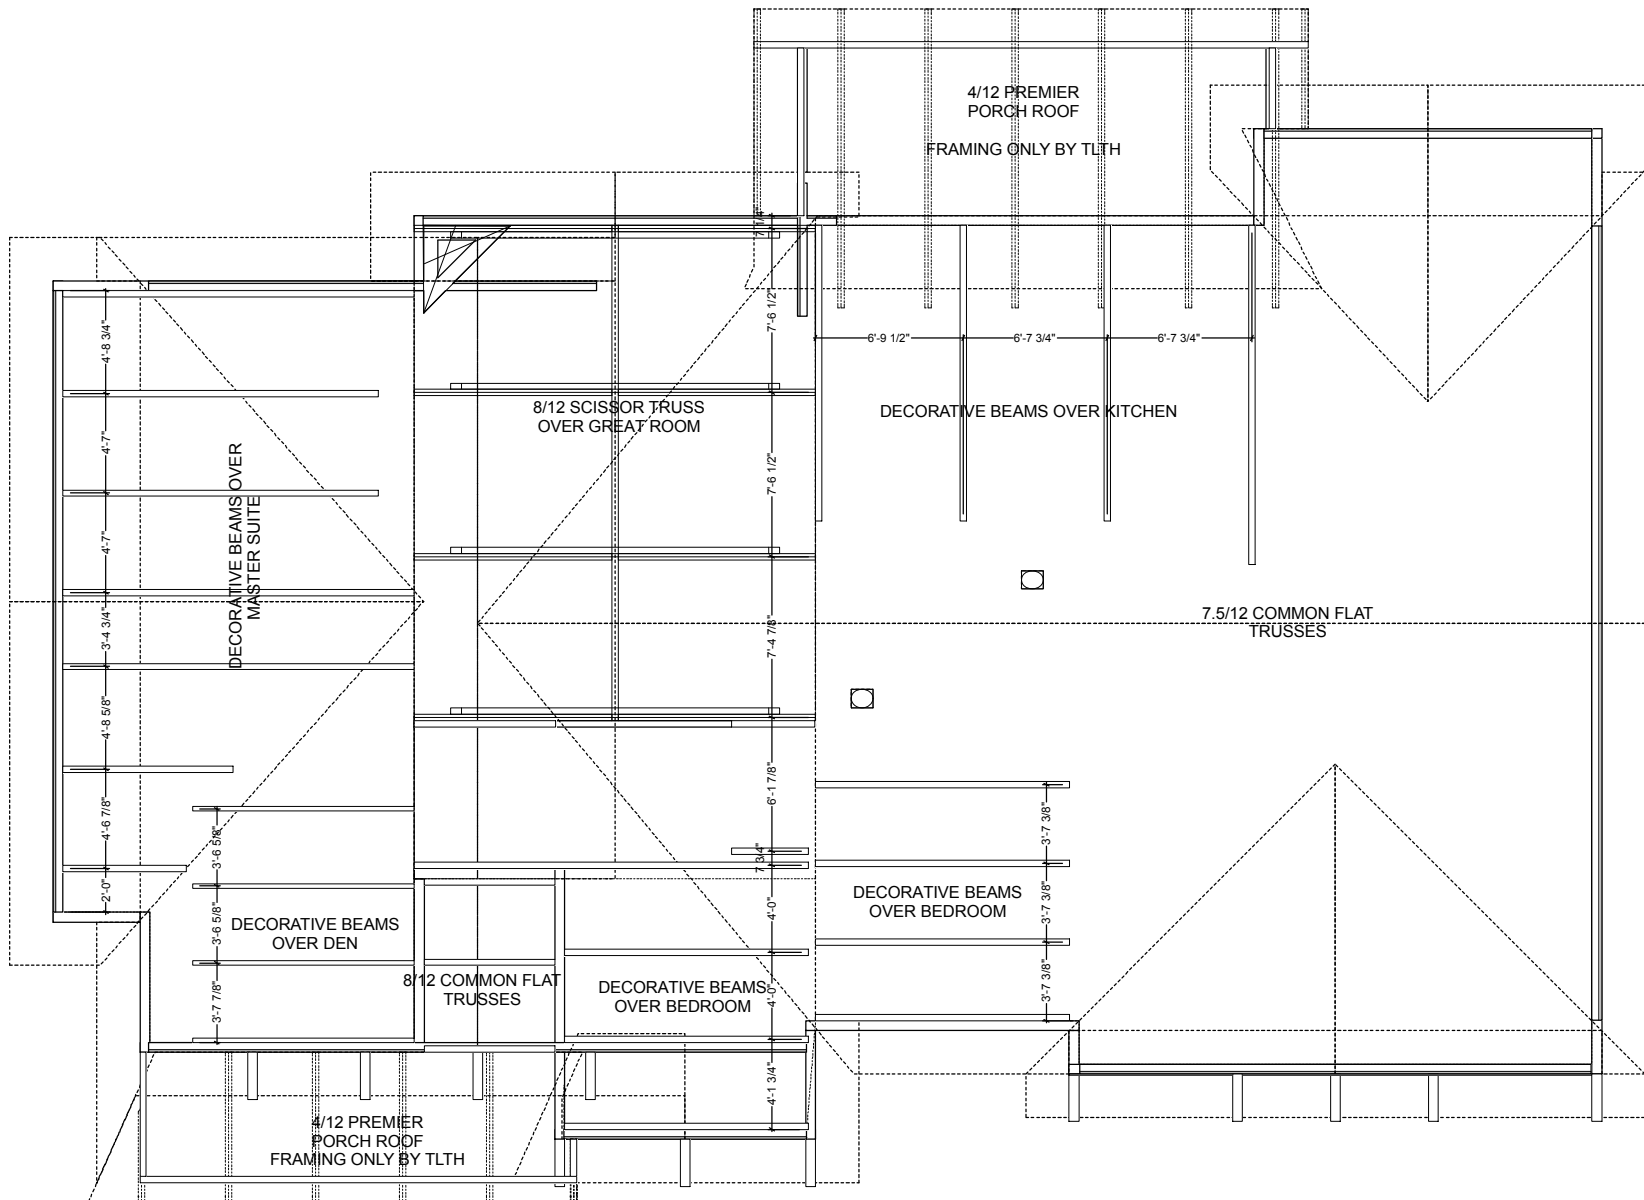 4/12 PREMIER
PORCH ROOF
FRAMING ONLY BY TLTH
7 1/4"
7'-6 1/2"
4'-8 3/4"
6'-9 1/2"
6'-7 3/4"
6'-7 3/4"
8/12 SCISSOR TRUSS
OVER GREAT ROOM
DECORATIVE BEAMS OVER KITCHEN
4'-7"
7'-6 1/2"
DECORATIVE BEAMS OVER
MASTER SUITE
4'-7"
7.5/12 COMMON FLAT
TRUSSES
3'-4 3/4"
7'-4 7/8"
4'-8 5/8"
6'-1 7/8"
4'-6 7/8"
3'-6 5/8"
3'-7 3/8"
7 3/4"
2'-0"
DECORATIVE BEAMS
OVER BEDROOM
4'-0"
3'-7 3/8"
3'-6 5/8"
DECORATIVE BEAMS
OVER DEN
8/12 COMMON FLAT
TRUSSES
DECORATIVE BEAMS
OVER BEDROOM
4'-0"
3'-7 3/8"
3'-7 7/8"
4'-1 3/4"
4/12 PREMIER
PORCH ROOF
FRAMING ONLY BY TLTH